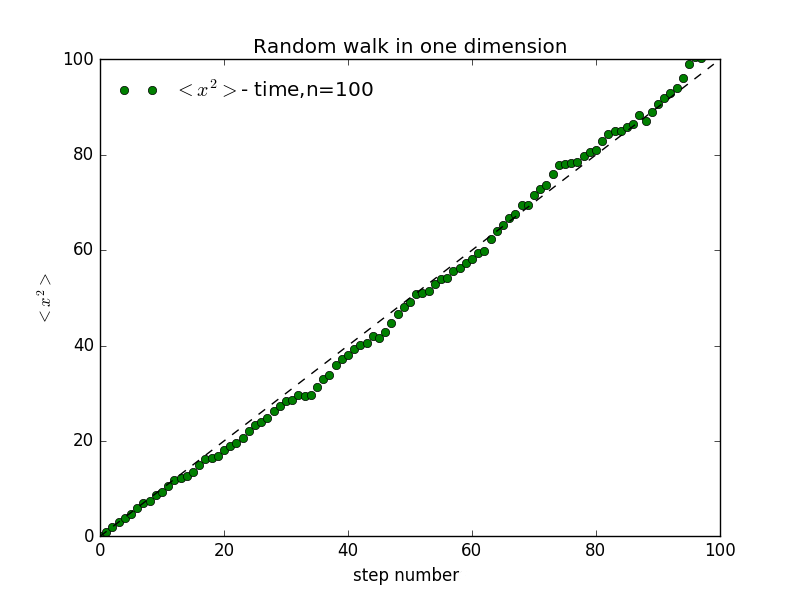 Random walk in one dimension
100
<x²> - time,n=100
80
60
<x²>
40
20
0
0 20 40 60 80 100
step number